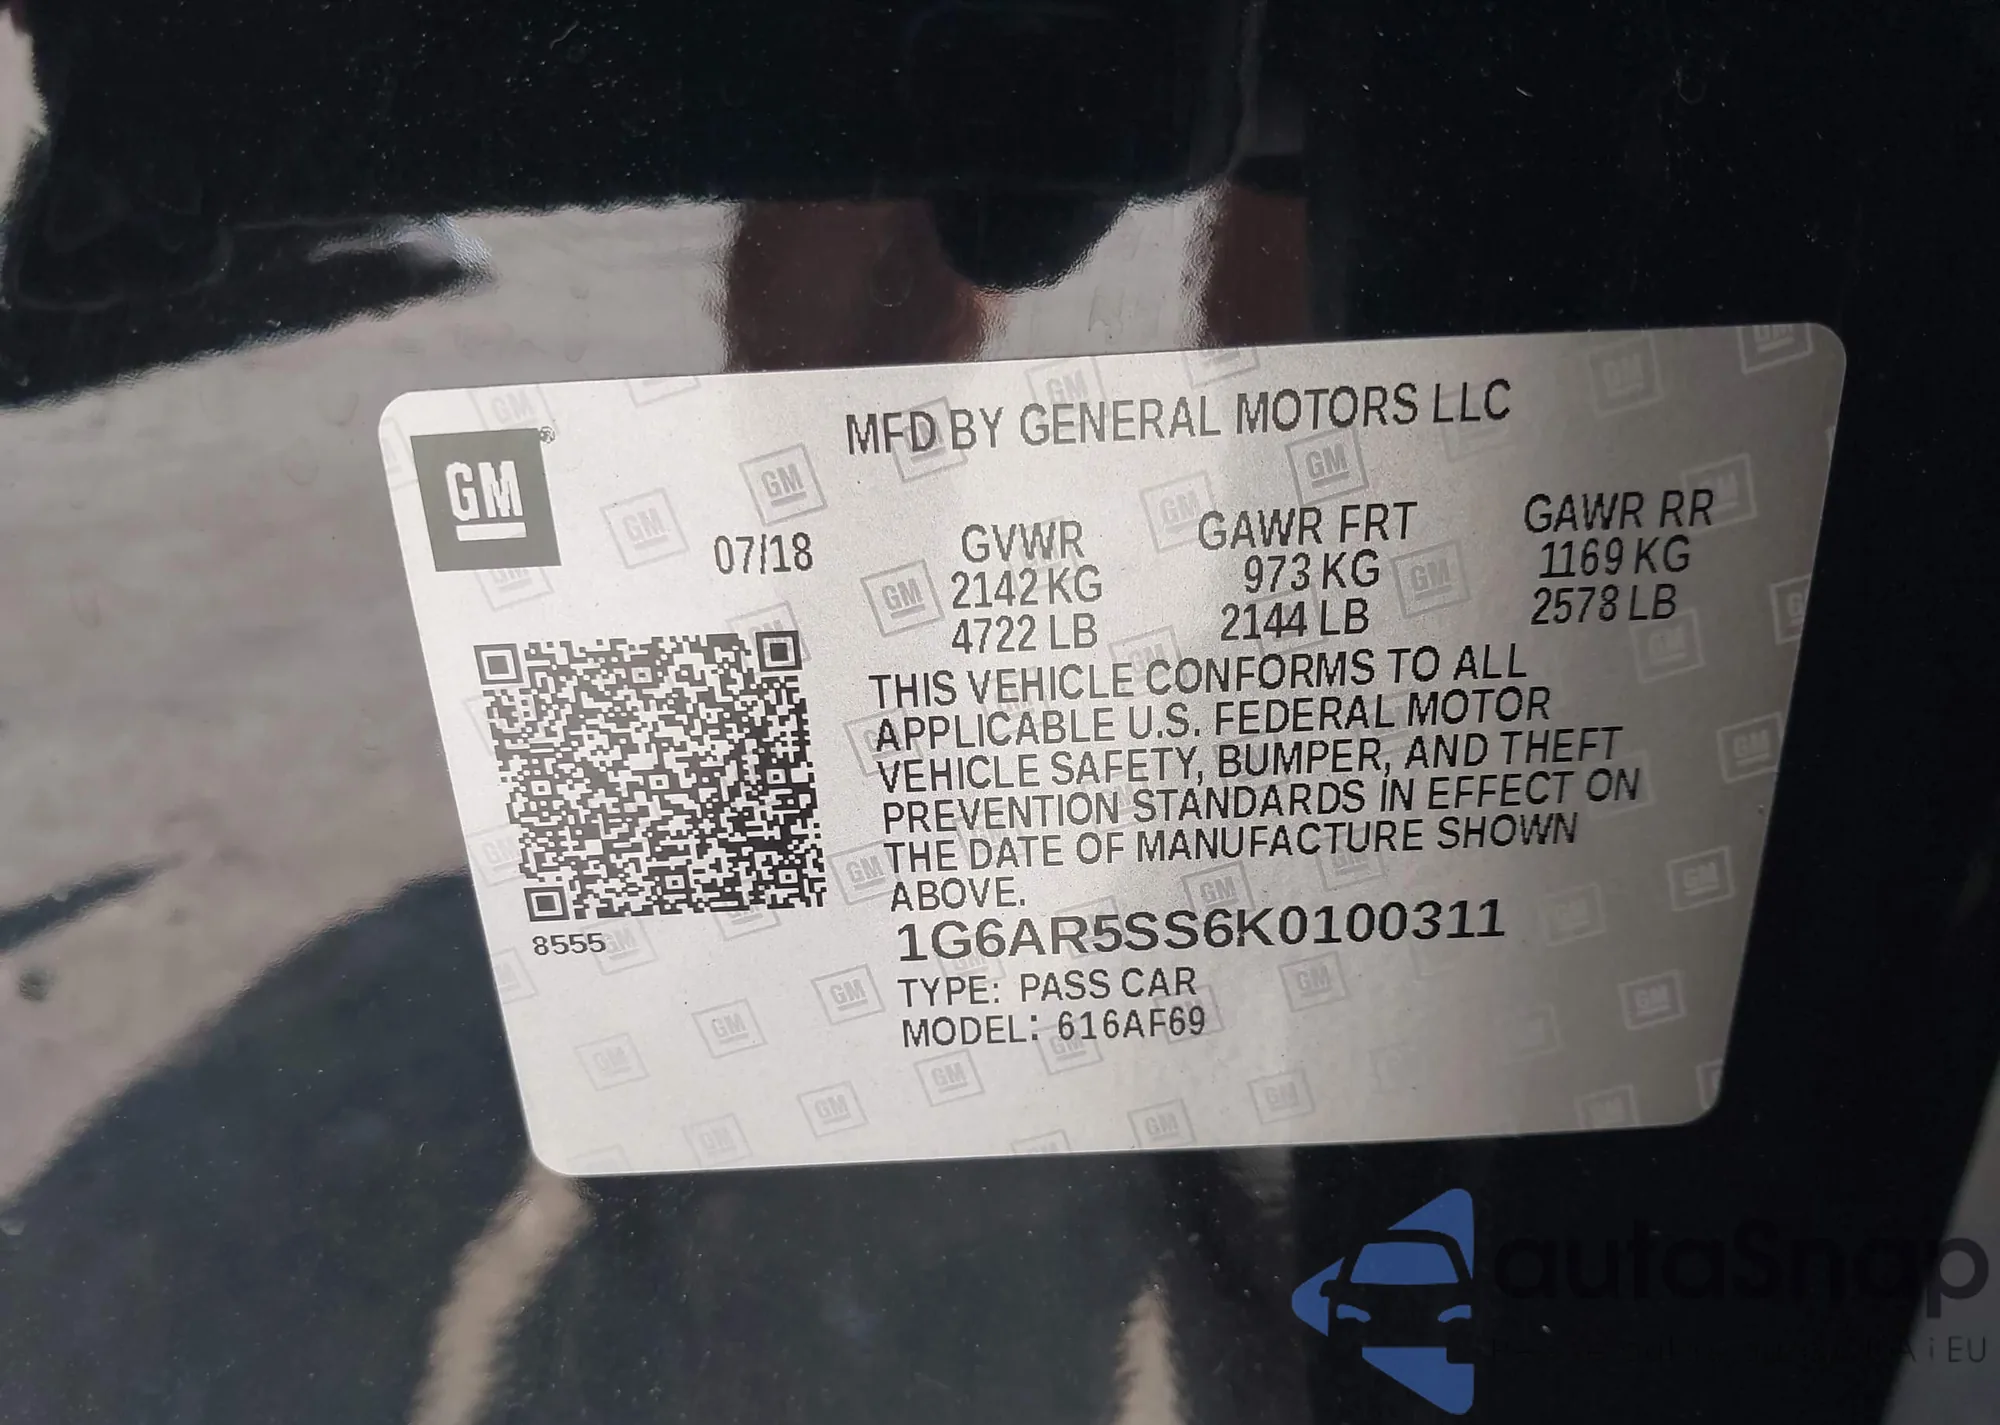 GM
MFD BY GENERAL MOTORS LLC
07/18
GVWR GAWR FRT GAWR RR
2142 KG 973 KG 1169 KG
4722 LB 2144 LB 2578 LB
THIS VEHICLE CONFORMS TO ALL
APPLICABLE U.S. FEDERAL MOTOR
VEHICLE SAFETY, BUMPER, AND THEFT
PREVENTION STANDARDS IN EFFECT ON
THE DATE OF MANUFACTURE SHOWN
ABOVE.
8555
1G6AR5SS6K0100311
TYPE: PASS CAR
MODEL: 616AF69
autaSnap
i EU